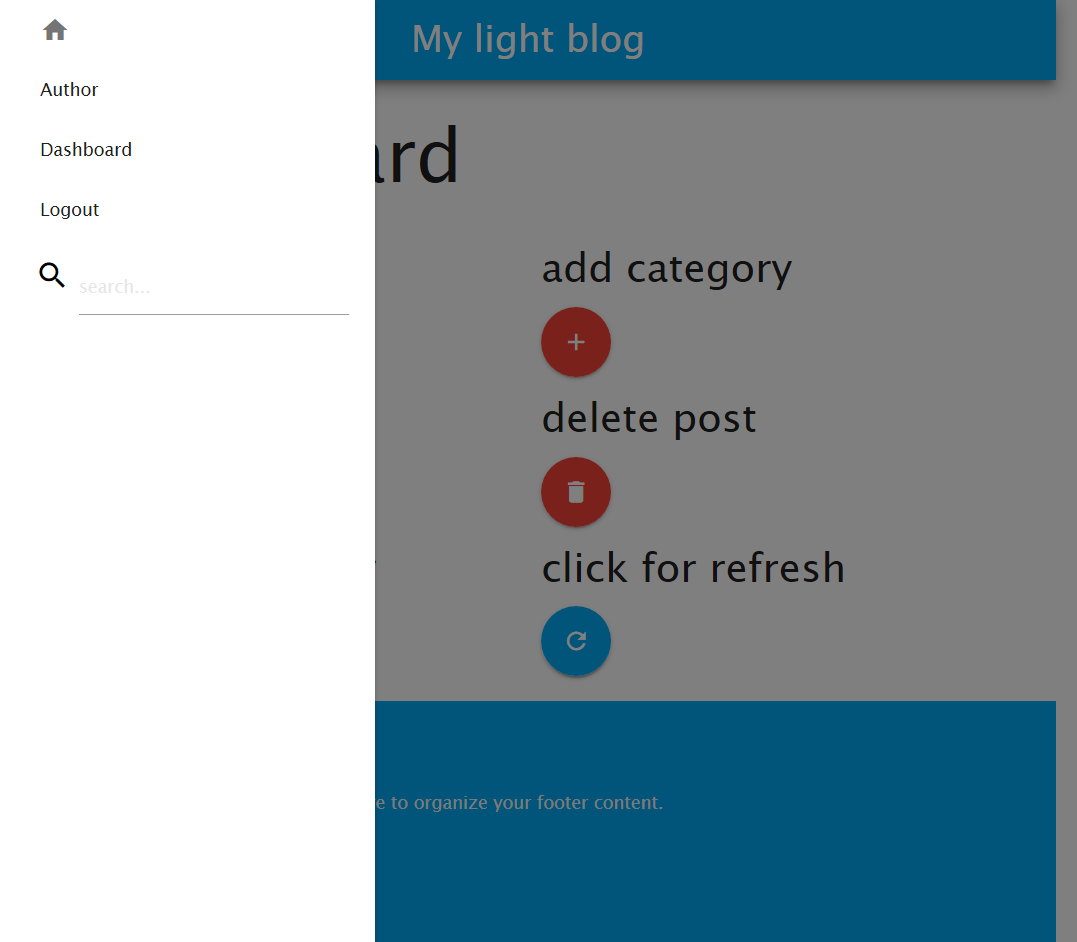 Author
Dashboard
Logout
search...
My light blog
add category
delete post
click for refresh
to organize your footer content.